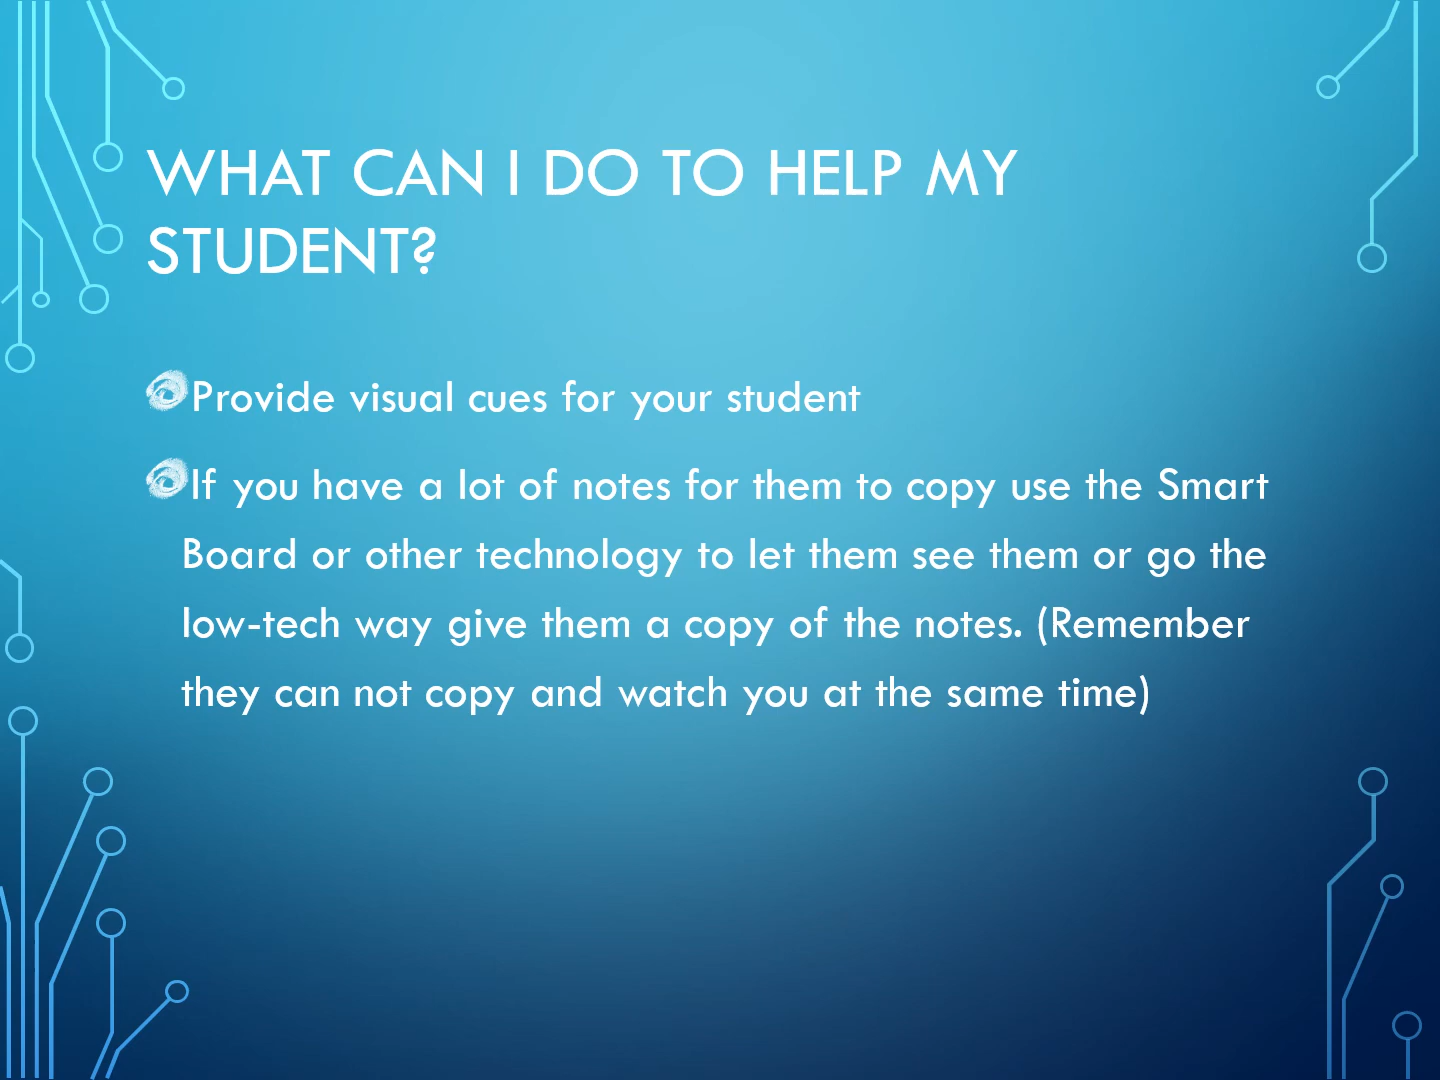 WHAT CAN I DO TO HELP MY
STUDENT?
Provide visual cues for your student
If you have a lot of notes for them to copy use the Smart
Board or other technology to let them see them or go the
low-tech way give them a copy of the notes. (Remember
they can not copy and watch you at the same time)